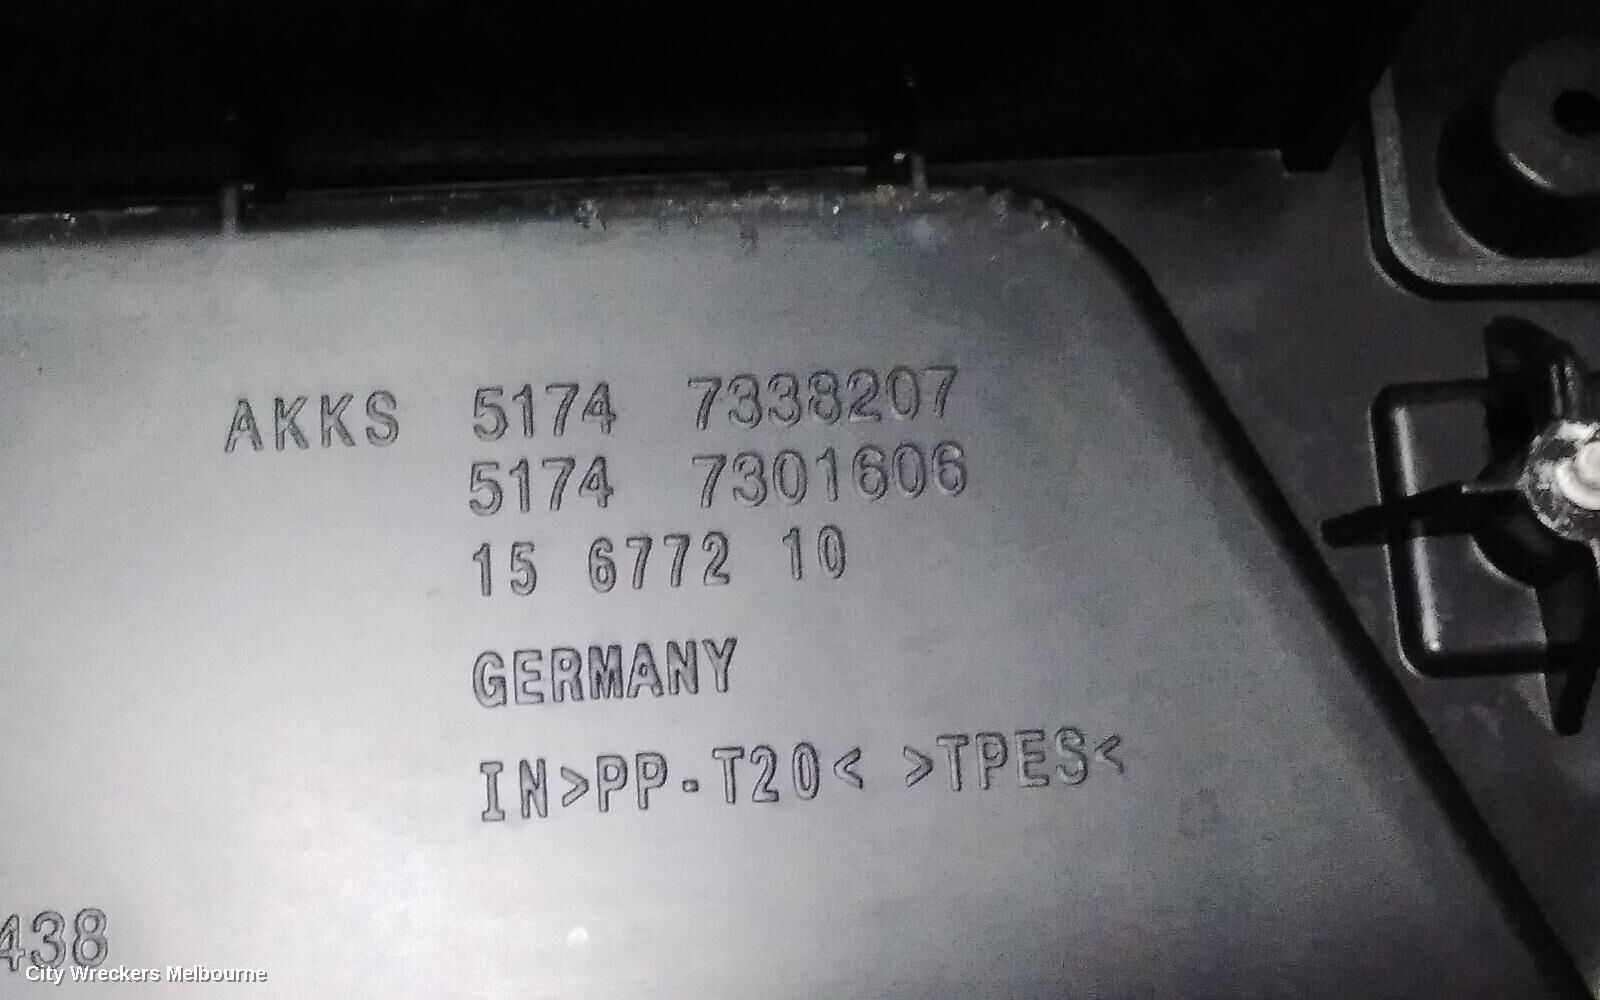 AKKS 5174 7338207
5174 7301606
15 6772 10
GERMANY
IN>PP-T20< >TPES<
438
City Wreckers Melbourne